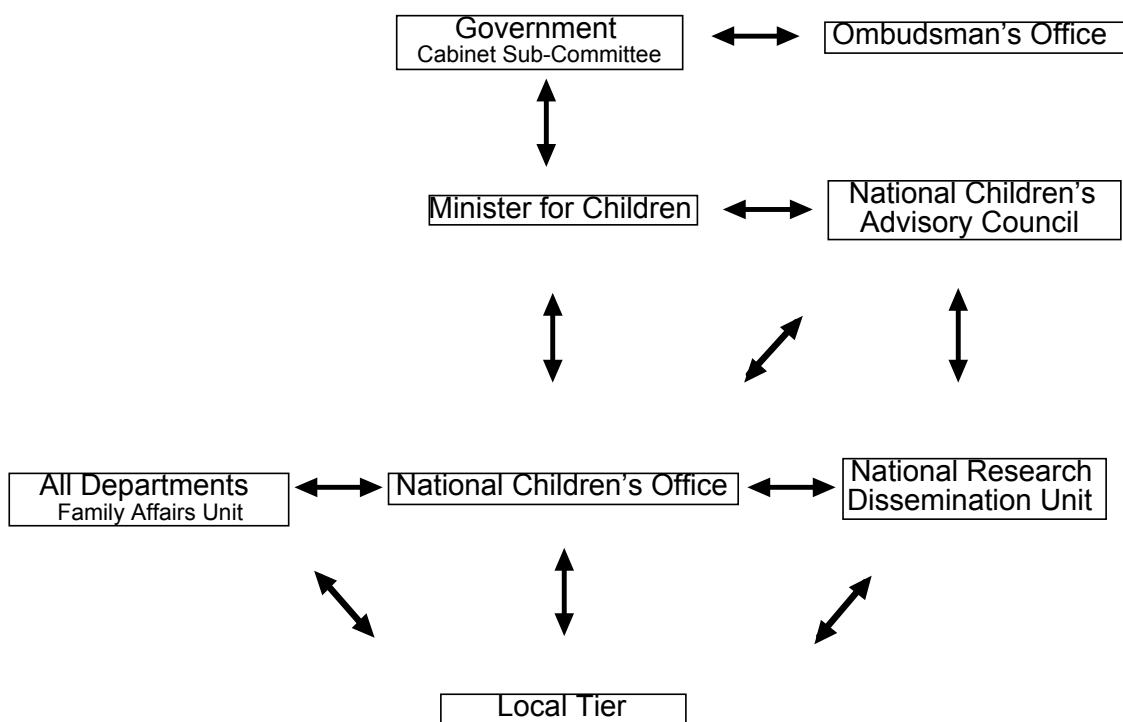 Government
Cabinet Sub-Committee
Ombudsman’s Office
Minister for Children
National Children’s
Advisory Council
All Departments
Family Affairs Unit
National Children’s Office
National Research
Dissemination Unit
Local Tier